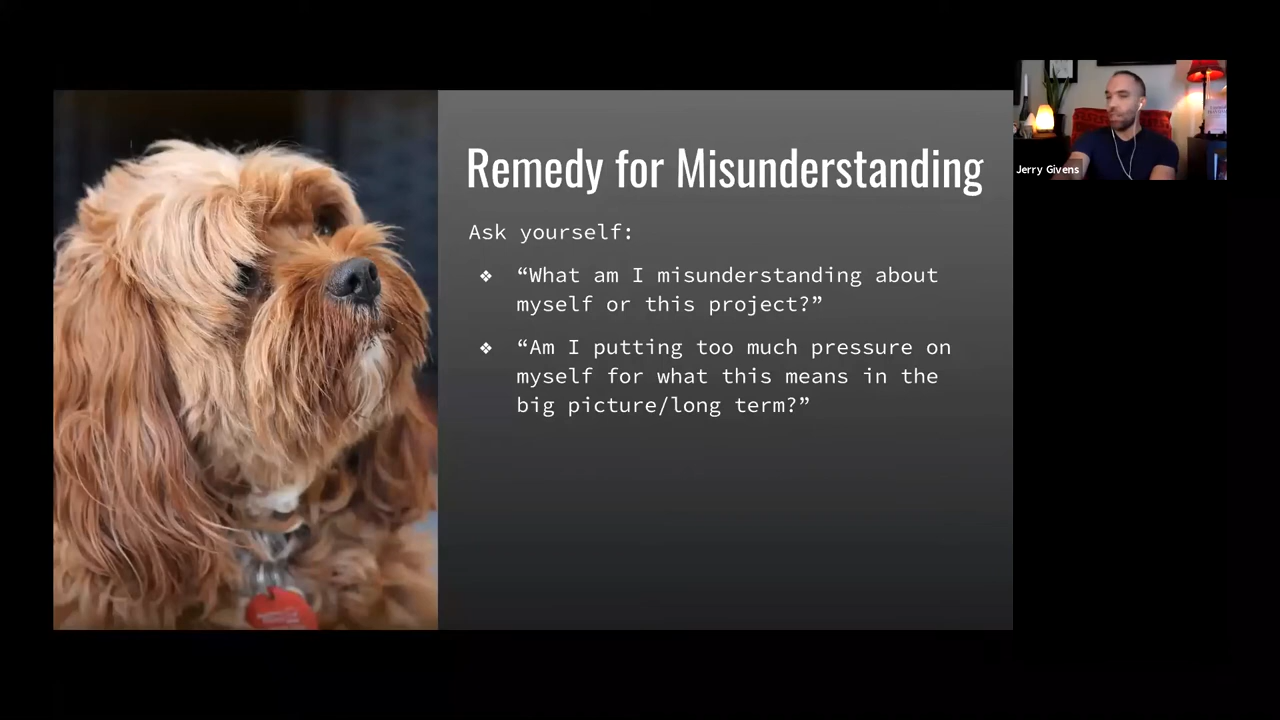 Remedy for Misunderstanding
Ask yourself:
❖ “What am I misunderstanding about
myself or this project?”
❖ “Am I putting too much pressure on
myself for what this means in the
big picture/long term?”
Jerry Givens